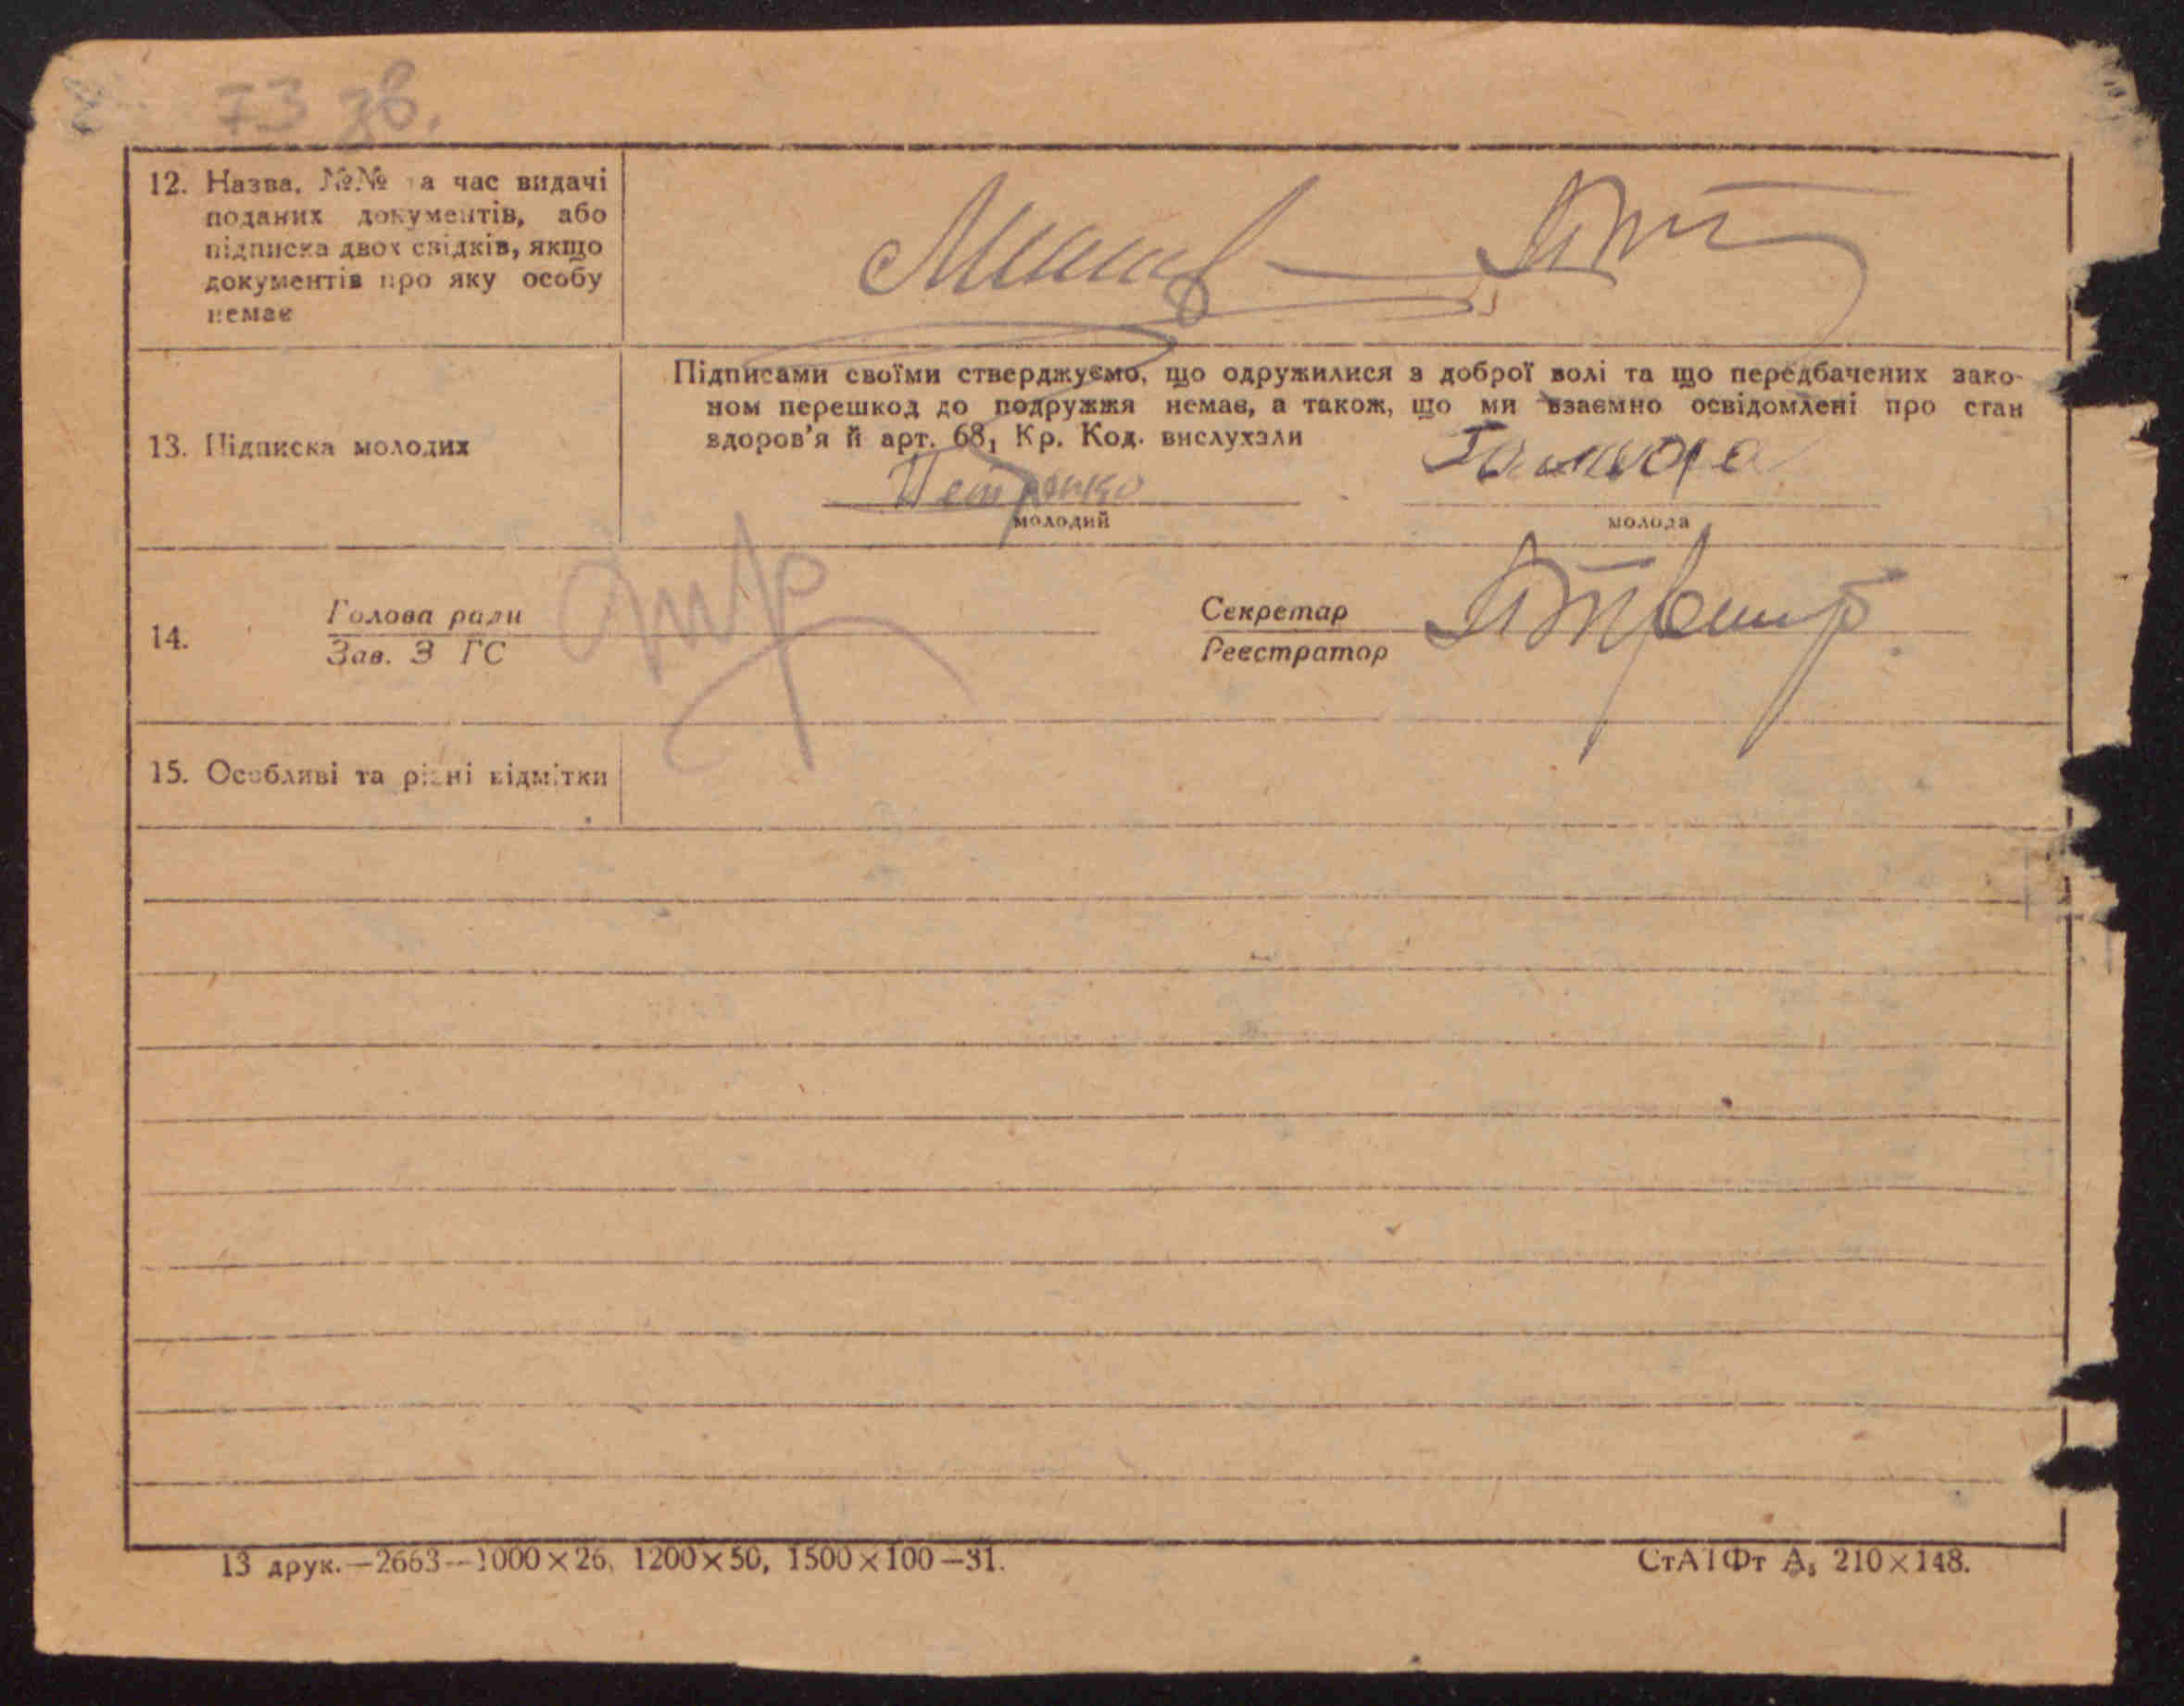 73 зв.
12. Назва, №№ та час видачі
поданих документів, або
підписка двох свідків, якщо
документів про яку особу
немає
13. Підписка молодих
Підписами своїми стверджуємо, що одружилися з доброї волі та що передбачених зако-
ном перешкод до подружжя немає, а також, що ми взаємно освідомлені про стан
здоров'я й арт. 68, Кр. Код. вислухали
Петренко
молодий
молода
14.
Голова ради
Зав. З ГС
Секретар
Реєстратор
15. Особливі та різні відмітки
13 друк.—2663—1000×26, 1200×50, 1500×100—31.
СтАТФт А₅ 210×148.